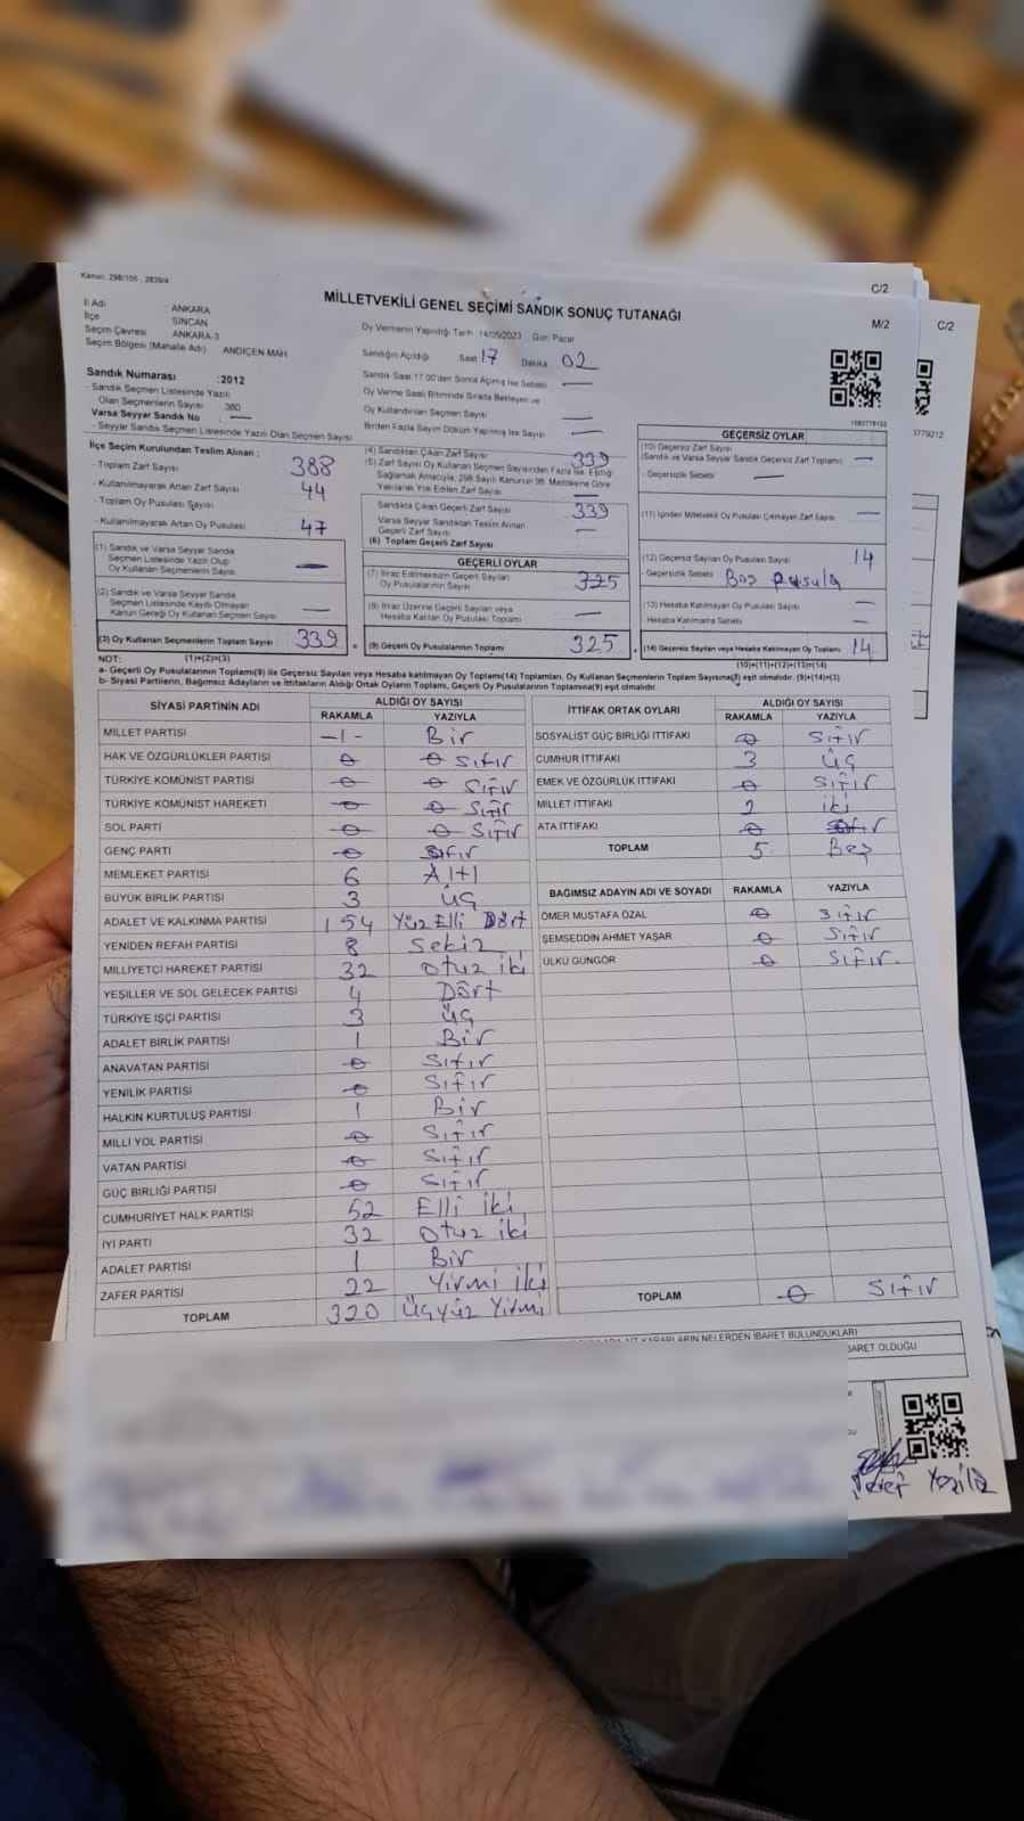 Kanun: 298/105 , 2839/4
C/2
MİLLETVEKİLİ GENEL SEÇİMİ SANDIK SONUÇ TUTANAĞI
M/2
C/2
İl Adı : ANKARA
İlçe SİNCAN
Seçim Çevresi ANKARA-3
Seçim Bölgesi (Mahalle Adı) ANDİÇEN MAH.
Oy Vermenin Yapıldığı Tarih: 14/05/2023 Gün: Pazar
Sandığın Açıldığı Saat 17 Dakika 02
Sandık Saat 17:00'den Sonra Açılmış İse Sebebi —
Oy Verme Saati Bitiminde Sırada Bekleyen ve
Oy Kullandırılan Seçmen Sayısı —
Birden Fazla Sayım Döküm Yapılmış İse Sayısı —
Sandık Numarası : 2012
- Sandık Seçmen Listesinde Yazılı
Olan Seçmenlerin Sayısı 380
Varsa Seyyar Sandık No —
- Seyyar Sandık Seçmen Listesinde Yazılı Olan Seçmen Sayısı
İlçe Seçim Kurulundan Teslim Alınan :
- Toplam Zarf Sayısı 388
- Kullanılmayarak Artan Zarf Sayısı 44
- Toplam Oy Pusulası Sayısı
- Kullanılmayarak Artan Oy Pusulası 47
(1) Sandık ve Varsa Seyyar Sandık
Seçmen Listesinde Yazılı Olup
Oy Kullanan Seçmenlerin Sayısı —
(2) Sandık ve Varsa Seyyar Sandık
Seçmen Listesinde Kayıtlı Olmayan
Kanun Gereği Oy Kullanan Seçmen Sayısı —
(3) Oy Kullanan Seçmenlerin Toplam Sayısı 339
(1)+(2)=(3)
(4) Sandıktan Çıkan Zarf Sayısı 339
(5) Zarf Sayısı Oy Kullanan Seçmen Sayısından Fazla İse, Eşitliği
Sağlamak Amacıyla, 298 Sayılı Kanunun 98. Maddesine Göre
Yakılarak Yok Edilen Zarf Sayısı —
Sandıkta Çıkan Geçerli Zarf Sayısı 339
Varsa Seyyar Sandıktan Teslim Alınan
Geçerli Zarf Sayısı —
(6) Toplam Geçerli Zarf Sayısı
GEÇERLİ OYLAR
(7) İtiraz Edilmeksizin Geçerli Sayılan
Oy Pusulalarının Sayısı 325
(8) İtiraz Üzerine Geçerli Sayılan veya
Hesaba Katılan Oy Pusulası Toplamı —
(9) Geçerli Oy Pusulalarının Toplamı 325
GEÇERSİZ OYLAR
(10) Geçersiz Zarf Sayısı
(Sandık ve Varsa Seyyar Sandık Geçersiz Zarf Toplamı) —
Geçersizlik Sebebi —
(11) İçinden Milletvekili Oy Pusulası Çıkmayan Zarf Sayısı —
(12) Geçersiz Sayılan Oy Pusulası Sayısı 14
Geçersizlik Sebebi Boş Pusula
(13) Hesaba Katılmayan Oy Pusulası Sayısı —
Hesaba Katılmama Sebebi —
(14) Geçersiz Sayılan veya Hesaba Katılmayan Oy Toplamı 14
(10)+(11)+(12)+(13)=(14)
NOT:
a- Geçerli Oy Pusulalarının Toplamı(9) ile Geçersiz Sayılan veya Hesaba katılmayan Oy Toplamı(14) Toplamları, Oy Kullanan Seçmenlerin Toplam Sayısına(3) eşit olmalıdır. (9)+(14)=(3)
b- Siyasi Partilerin, Bağımsız Adayların ve İttifakların Aldığı Ortak Oyların Toplamı, Geçerli Oy Pusulalarının Toplamına(9) eşit olmalıdır.
SİYASİ PARTİNİN ADI ALDIĞI OY SAYISI
RAKAMLA YAZIYLA
MİLLET PARTİSİ -1- Bir
HAK VE ÖZGÜRLÜKLER PARTİSİ 0 0 Sıfır
TÜRKİYE KOMÜNİST PARTİSİ 0 0 Sıfır
TÜRKİYE KOMÜNİST HAREKETİ 0 0 Sıfır
SOL PARTİ 0 0 Sıfır
GENÇ PARTİ 0 Sıfır
MEMLEKET PARTİSİ 6 Altı
BÜYÜK BİRLİK PARTİSİ 3 Üç
ADALET VE KALKINMA PARTİSİ 154 Yüz Elli Dört
YENİDEN REFAH PARTİSİ 8 Sekiz
MİLLİYETÇİ HAREKET PARTİSİ 32 Otuz iki
YEŞİLLER VE SOL GELECEK PARTİSİ 4 Dört
TÜRKİYE İŞÇİ PARTİSİ 3 Üç
ADALET BİRLİK PARTİSİ 1 Bir
ANAVATAN PARTİSİ 0 Sıfır
YENİLİK PARTİSİ 0 Sıfır
HALKIN KURTULUŞ PARTİSİ 1 Bir
MİLLİ YOL PARTİSİ 0 Sıfır
VATAN PARTİSİ 0 Sıfır
GÜÇ BİRLİĞİ PARTİSİ 0 Sıfır
CUMHURİYET HALK PARTİSİ 52 Elli iki
İYİ PARTİ 32 Otuz iki
ADALET PARTİSİ 1 Bir
ZAFER PARTİSİ 22 Yirmi iki
TOPLAM 320 Üçyüz Yirmi
İTTİFAK ORTAK OYLARI ALDIĞI OY SAYISI
RAKAMLA YAZIYLA
SOSYALİST GÜÇ BİRLİĞİ İTTİFAKI 0 Sıfır
CUMHUR İTTİFAKI 3 Üç
EMEK VE ÖZGÜRLÜK İTTİFAKI 0 Sıfır
MİLLET İTTİFAKI 2 iki
ATA İTTİFAKI 0 Sıfır
TOPLAM 5 Beş
BAĞIMSIZ ADAYIN ADI VE SOYADI RAKAMLA YAZIYLA
ÖMER MUSTAFA ÖZAL 0 Sıfır
ŞEMSEDDİN AHMET YAŞAR 0 Sıfır
ÜLKÜ GÜNGÖR 0 Sıfır.
TOPLAM 0 Sıfır
NELERDEN İBARET BULUNDUKLARI
BARET OLDUĞU